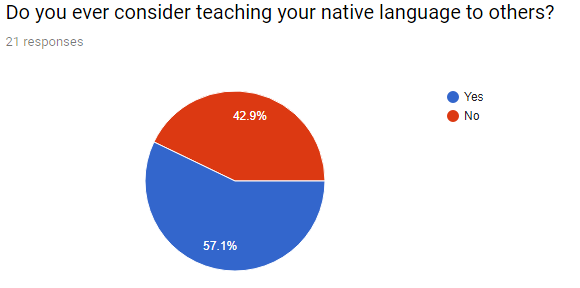 Do you ever consider teaching your native language to others?
21 responses
Yes
No
42.9%
57.1%